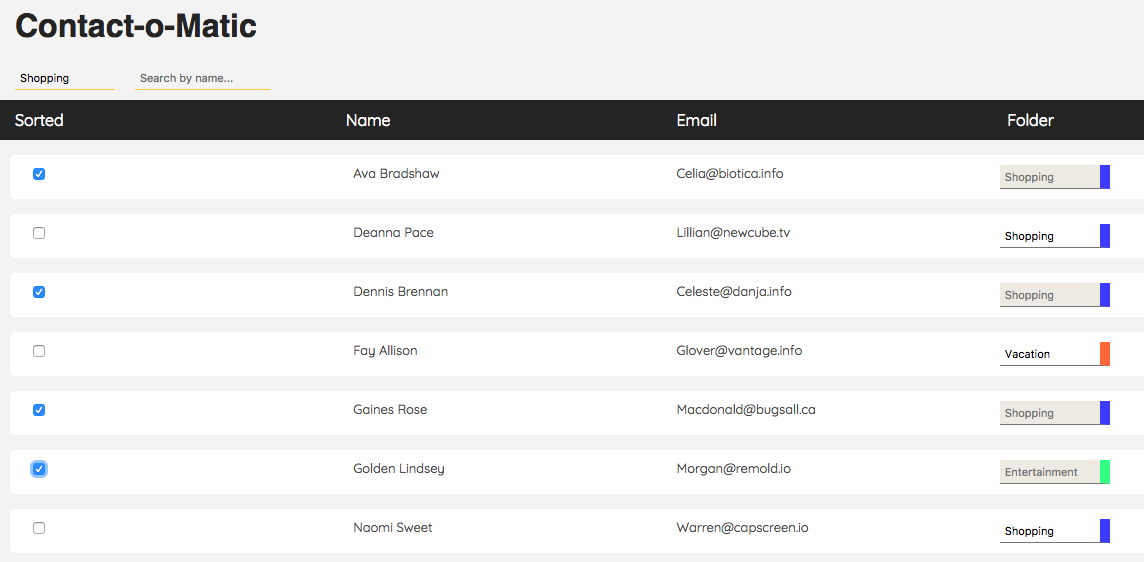 Contact-o-Matic
Shopping Search by name...
Sorted Name Email Folder
Ava Bradshaw Celia@biotica.info Shopping
Deanna Pace Lillian@newcube.tv Shopping
Dennis Brennan Celeste@danja.info Shopping
Fay Allison Glover@vantage.info Vacation
Gaines Rose Macdonald@bugsall.ca Shopping
Golden Lindsey Morgan@remold.io Entertainment
Naomi Sweet Warren@capscreen.io Shopping